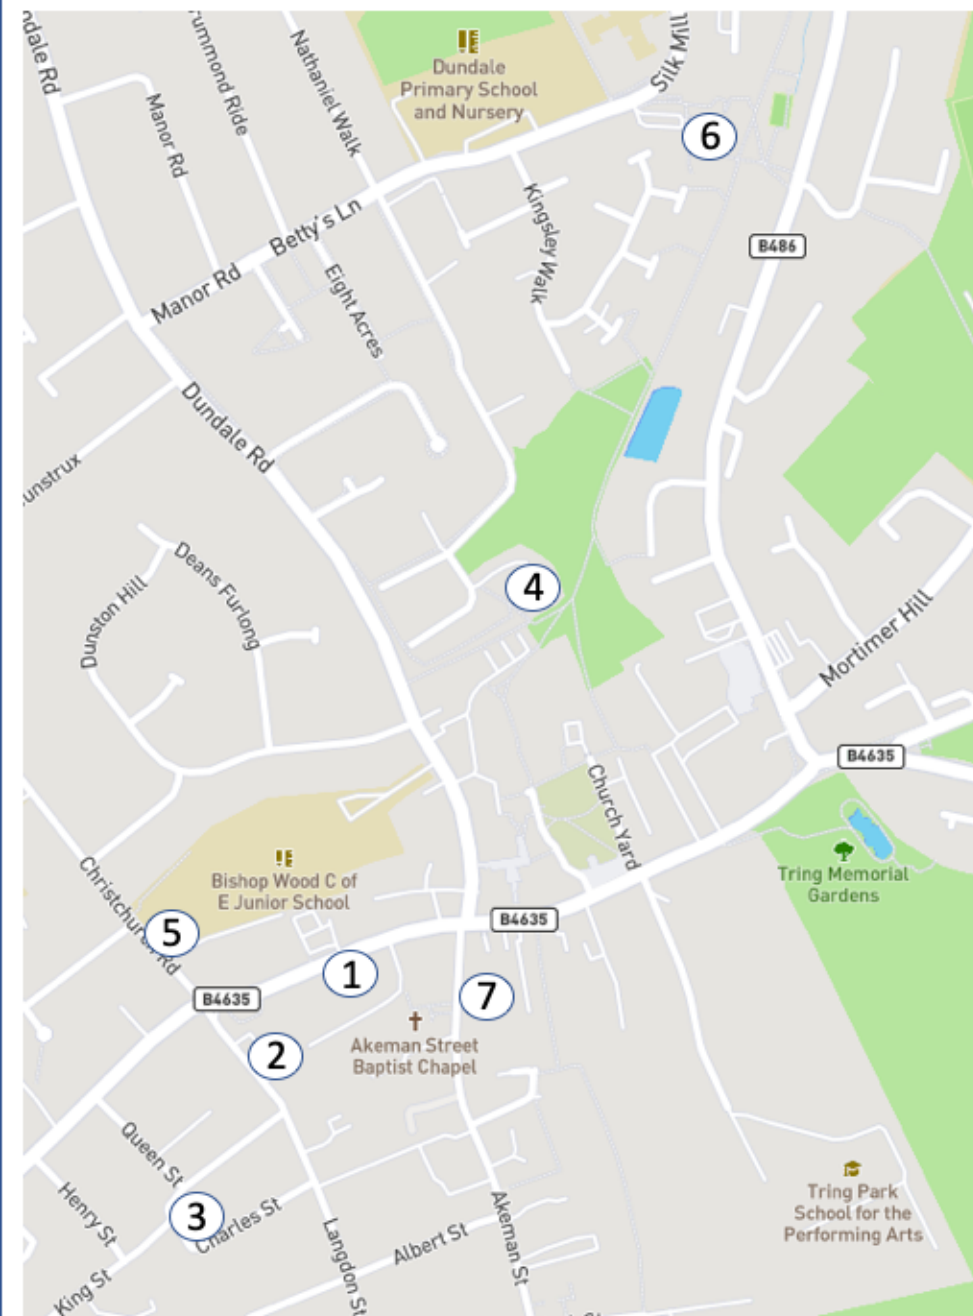 ndale Rd
rummond Ride
Nathaniel Walk
Manor Rd
Dundale
Primary School
and Nursery
Silk Mill
6
Betty's Ln
Kingsley Walk
B486
Manor Rd
Eight Acres
Dundale Rd
unstrux
Deans Furlong
Dunston Hill
4
Mortimer Hill
B4635
Church Yard
Christchurch Rd
Bishop Wood C of
E Junior School
Tring Memorial
Gardens
5
B4635
1
B4635
7
2
Akeman Street
Baptist Chapel
Queen St
Henry St
3
Charles St
King St
Langdon St
Albert St
Akeman St
Tring Park
School for the
Performing Arts